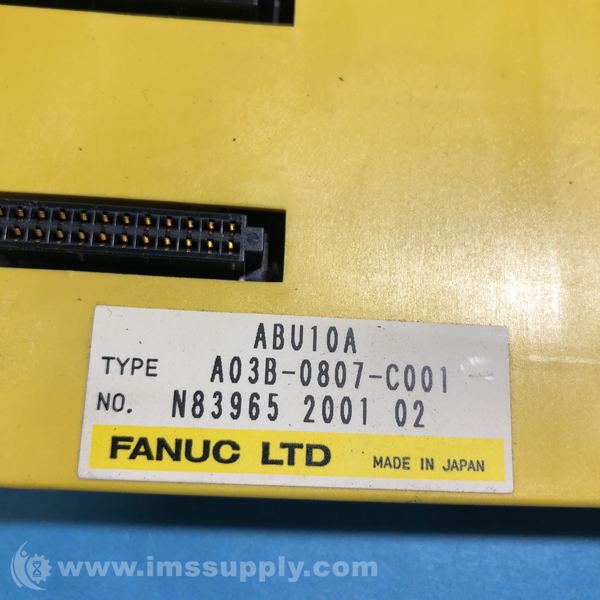 ABU10A
TYPE A03B-0807-C001
NO. N83965 2001 02
FANUC LTD MADE IN JAPAN
www.imssupply.com